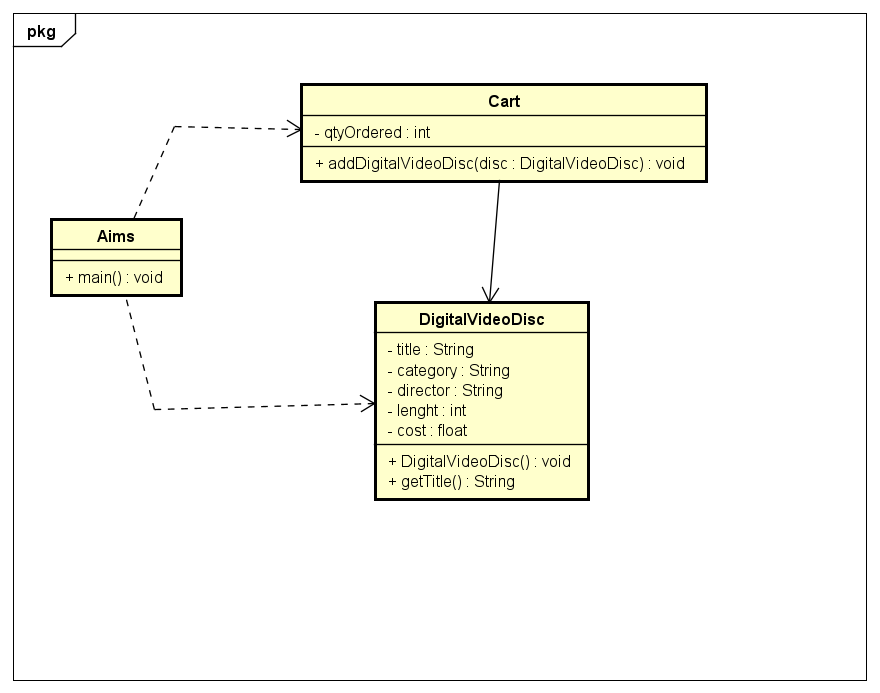 pkg
Cart
- qtyOrdered : int
+ addDigitalVideoDisc(disc : DigitalVideoDisc) : void
Aims
+ main() : void
DigitalVideoDisc
- title : String
- category : String
- director : String
- lenght : int
- cost : float
+ DigitalVideoDisc() : void
+ getTitle() : String